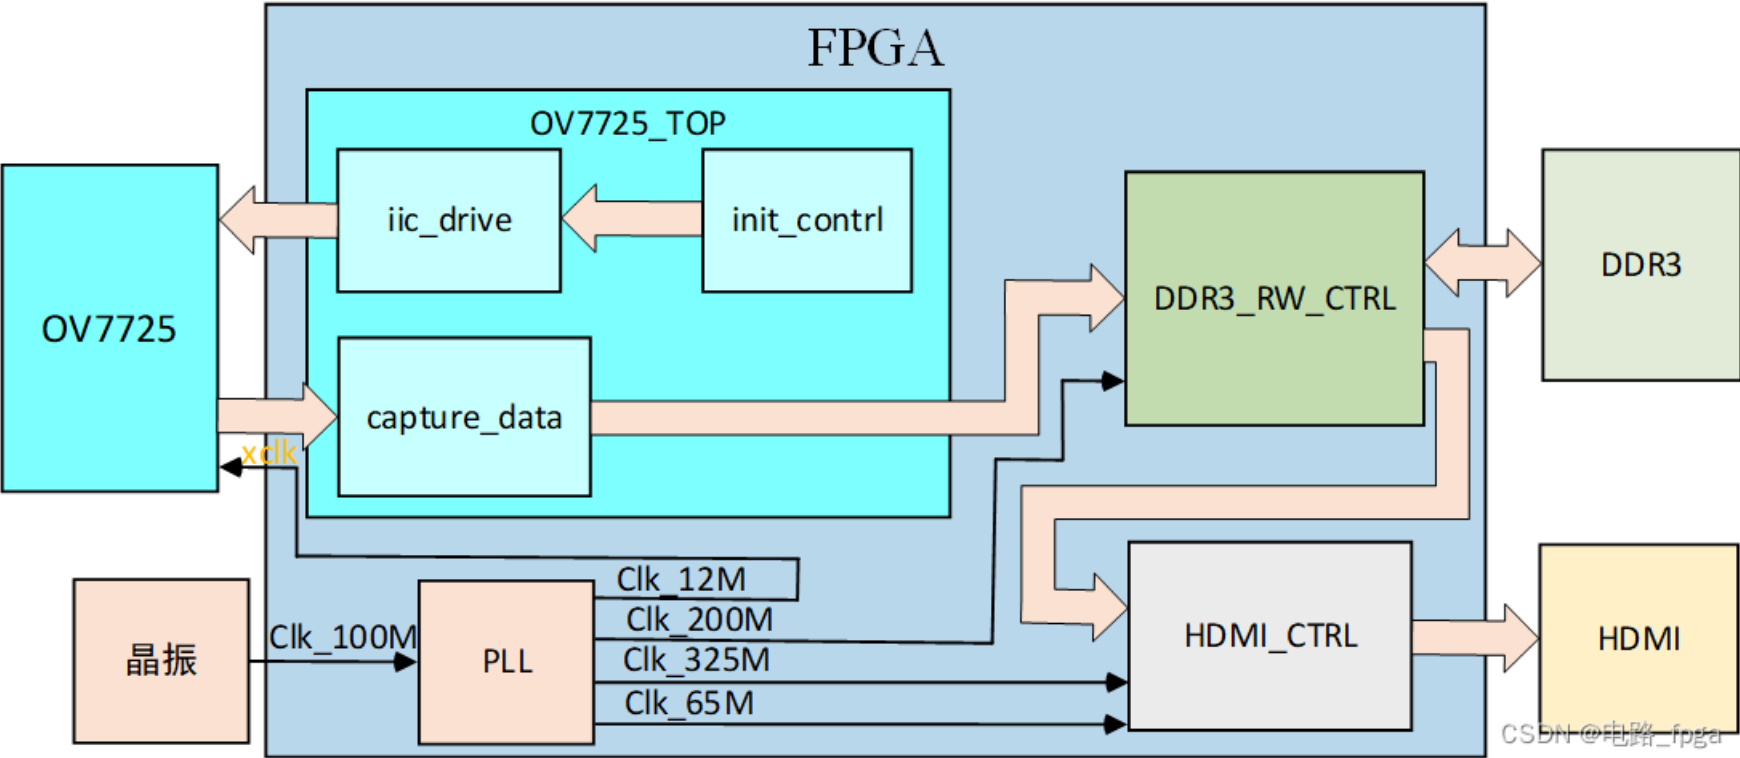 FPGA
OV7725_TOP
iic_drive
init_contrl
OV7725
DDR3_RW_CTRL
DDR3
capture_data
xclk
Clk_12M
Clk_200M
Clk_100M
晶振
PLL
Clk_325M
Clk_65M
HDMI_CTRL
HDMI
CSDN @电路_fpga